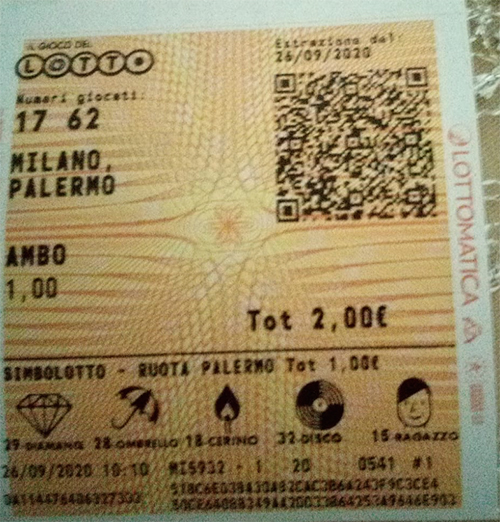 IL GIOCO DEL
LOTTO
Estrazione del:
26/09/2020
Numeri giocati:
17 62
MILANO,
PALERMO
AMBO
1,00
Tot 2,00€
LOTTOMATICA
SIMBOLOTTO - RUOTA PALERMO Tot 1,00€
29 DIAMANTE 28 OMBRELLO 18 CERINO 32 DISCO 15 RAGAZZO
26/09/2020 10:10 MI5932 - 1 20 0541 #1